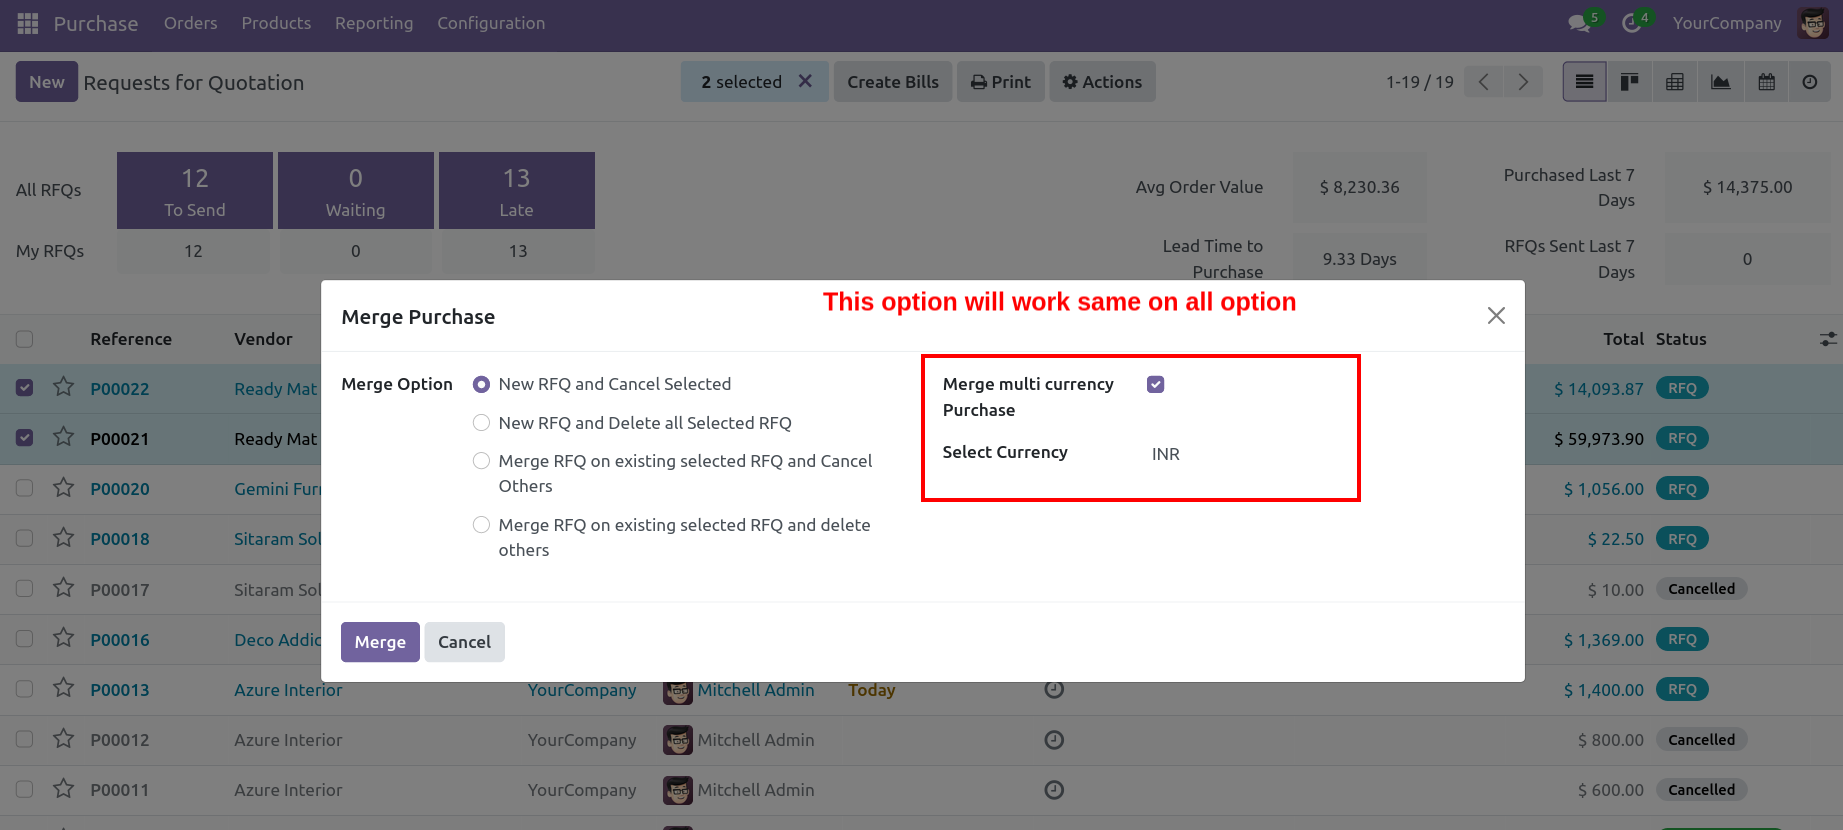 Purchase Orders Products Reporting Configuration 5 4 YourCompany
New Requests for Quotation 2 selected Create Bills Print Actions 1-19 / 19
All RFQs 12 0 13
To Send Waiting Late
My RFQs 12 0 13
Avg Order Value $ 8,230.36 Purchased Last 7 Days $ 14,375.00
Lead Time to Purchase 9.33 Days RFQs Sent Last 7 Days 0
This option will work same on all option
Merge Purchase
Merge Option New RFQ and Cancel Selected
New RFQ and Delete all Selected RFQ
Merge RFQ on existing selected RFQ and Cancel
Others
Merge RFQ on existing selected RFQ and delete
others
Merge multi currency
Purchase
Select Currency INR
Merge Cancel
Reference Vendor Total Status
P00022 Ready Mat $ 14,093.87 RFQ
P00021 Ready Mat $ 59,973.90 RFQ
P00020 Gemini $ 1,056.00 RFQ
P00018 Sitaram $ 22.50 RFQ
P00017 Sitaram $ 10.00 Cancelled
P00016 Deco $ 1,369.00 RFQ
P00013 Azure Interior YourCompany Mitchell Admin Today $ 1,400.00 RFQ
P00012 Azure Interior YourCompany Mitchell Admin $ 800.00 Cancelled
P00011 Azure Interior YourCompany Mitchell Admin $ 600.00 Cancelled